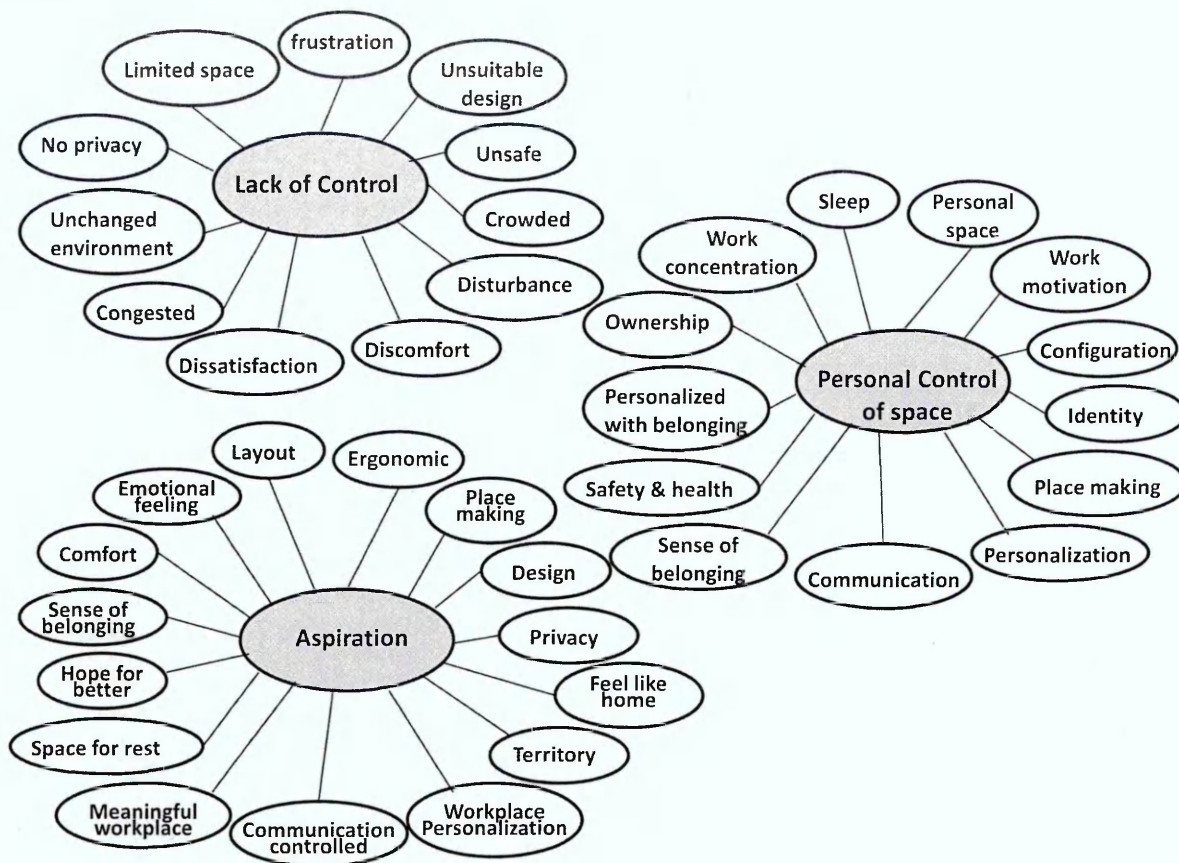 frustration
Limited space
Unsuitable
design
No privacy
Unsafe
Lack of Control
Unchanged
environment
Crowded
Congested
Disturbance
Dissatisfaction
Discomfort
Sleep
Personal
space
Work
concentration
Work
motivation
Ownership
Configuration
Personal Control
of space
Personalized
with belonging
Identity
Safety & health
Place making
Sense of
belonging
Communication
Personalization
Layout
Ergonomic
Emotional
feeling
Place
making
Comfort
Design
Sense of
belonging
Aspiration
Privacy
Hope for
better
Feel like
home
Space for rest
Territory
Meaningful
workplace
Communication
controlled
Workplace
Personalization